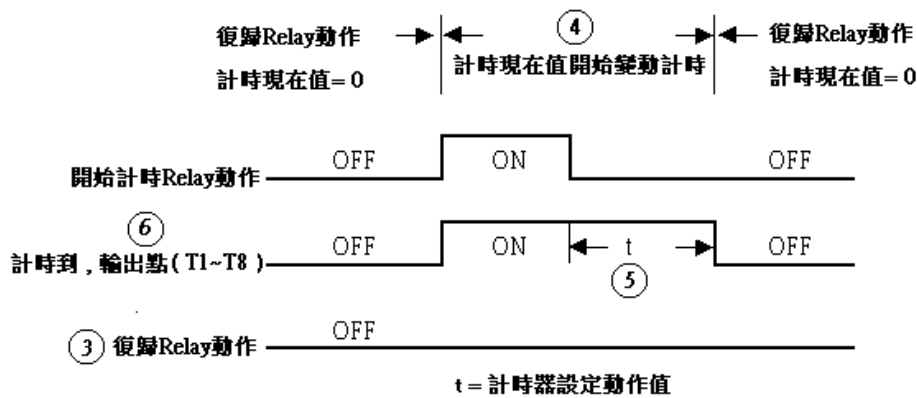 復歸Relay動作
④
復歸Relay動作
計時現在值= 0
計時現在值開始變動計時
計時現在值= 0
開始計時Relay動作
OFF
ON
OFF
⑥
計時到 , 輸出點( T1~T8 )
OFF
ON
t
OFF
⑤
③ 復歸Relay動作
OFF
t = 計時器設定動作值